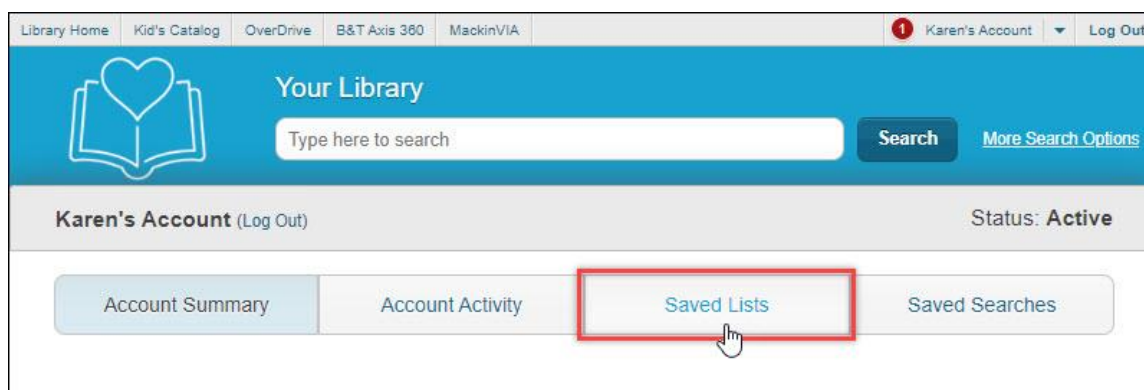 Library Home Kid's Catalog OverDrive B&T Axis 360 MackinVIA 1 Karen's Account Log Out
Your Library
Type here to search Search More Search Options
Karen's Account (Log Out) Status: Active
Account Summary Account Activity Saved Lists Saved Searches